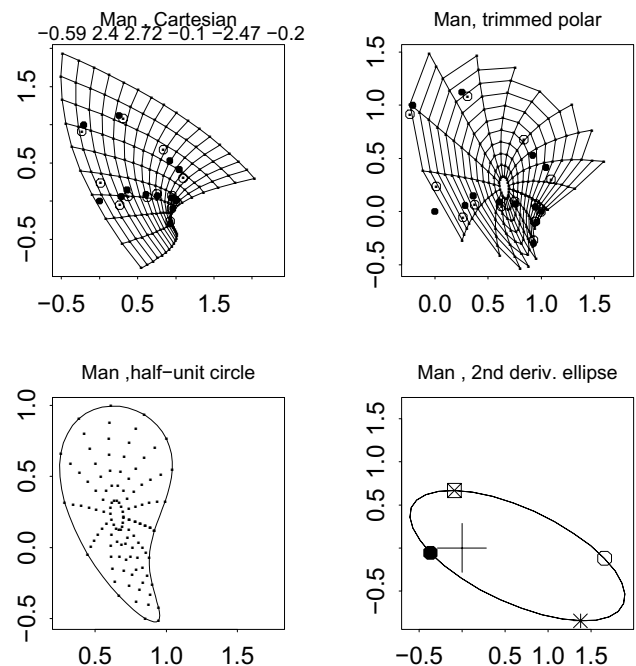 Man , Cartesian
−0.59 2.4 2.72 −0.1 −2.47 −0.2
1.5
0.5
−0.5
−0.5 0.5 1.5
Man, trimmed polar
1.5
1.0
0.5
0.0
−0.5
0.0 0.5 1.0 1.5
Man ,half−unit circle
1.0
0.5
0.0
−0.5
0.5 1.0 1.5
Man , 2nd deriv. ellipse
1.5
1.0
0.5
−0.5
−0.5 0.5 1.0 1.5